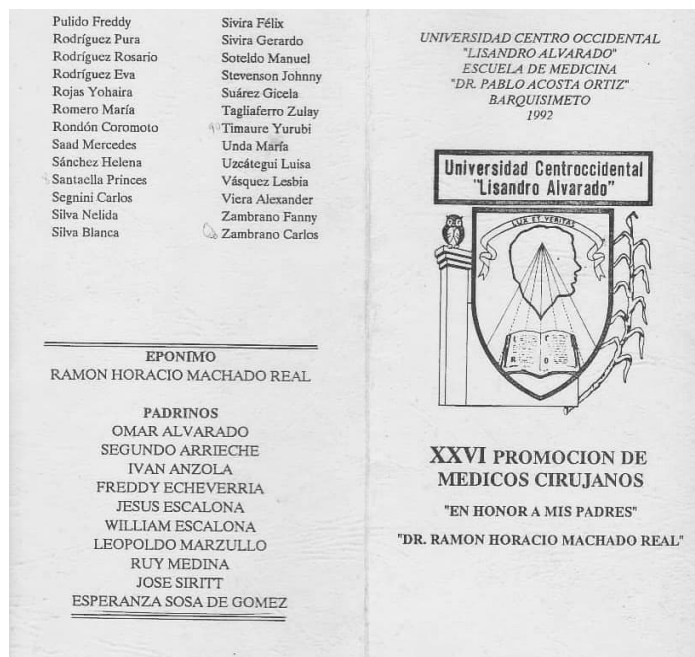 Pulido Freddy
Rodríguez Pura
Rodríguez Rosario
Rodríguez Eva
Rojas Yohaira
Romero María
Rondón Coromoto
Saad Mercedes
Sánchez Helena
Santaella Princes
Segnini Carlos
Silva Nelida
Silva Blanca
Sivira Félix
Sivira Gerardo
Soteldo Manuel
Stevenson Johnny
Suárez Gicela
Tagliaferro Zulay
Timaure Yurubi
Unda María
Uzcátegui Luisa
Vásquez Lesbia
Viera Alexander
Zambrano Fanny
Zambrano Carlos
EPONIMO
RAMON HORACIO MACHADO REAL
PADRINOS
OMAR ALVARADO
SEGUNDO ARRIECHE
IVAN ANZOLA
FREDDY ECHEVERRIA
JESUS ESCALONA
WILLIAM ESCALONA
LEOPOLDO MARZULLO
RUY MEDINA
JOSE SIRITT
ESPERANZA SOSA DE GOMEZ
UNIVERSIDAD CENTRO OCCIDENTAL
"LISANDRO ALVARADO"
ESCUELA DE MEDICINA
"DR. PABLO ACOSTA ORTIZ"
BARQUISIMETO
1992
Universidad Centroccidental
"Lisandro Alvarado"
LUX ET VERITAS
XXVI PROMOCION DE
MEDICOS CIRUJANOS
"EN HONOR A MIS PADRES"
"DR. RAMON HORACIO MACHADO REAL"